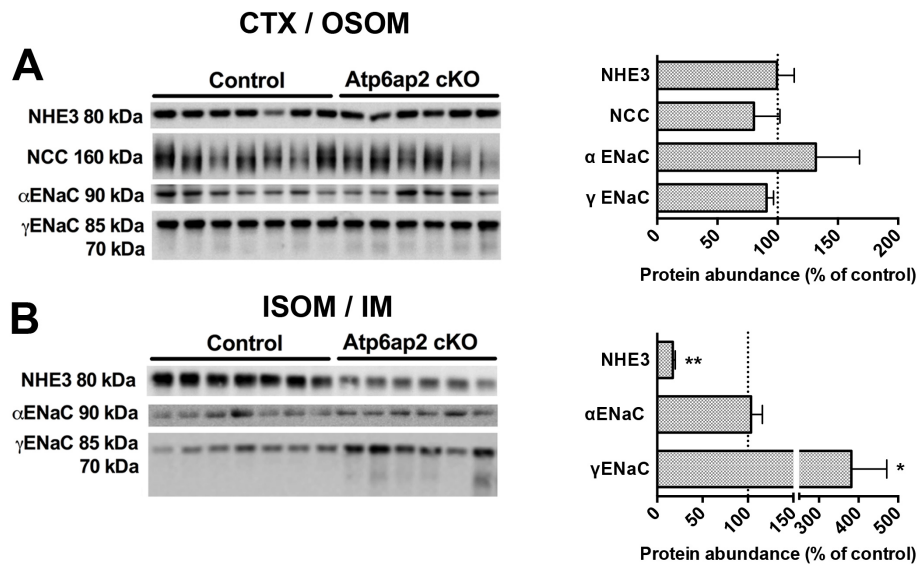 CTX / OSOM
A
Control Atp6ap2 cKO
NHE3 80 kDa
NCC 160 kDa
αENaC 90 kDa
γENaC 85 kDa
70 kDa
NHE3
NCC
α ENaC
γ ENaC
0 50 100 150 200
Protein abundance (% of control)
ISOM / IM
B
Control Atp6ap2 cKO
NHE3 80 kDa
αENaC 90 kDa
γENaC 85 kDa
70 kDa
NHE3 **
αENaC
γENaC *
0 50 100 150 300 400 500
Protein abundance (% of control)